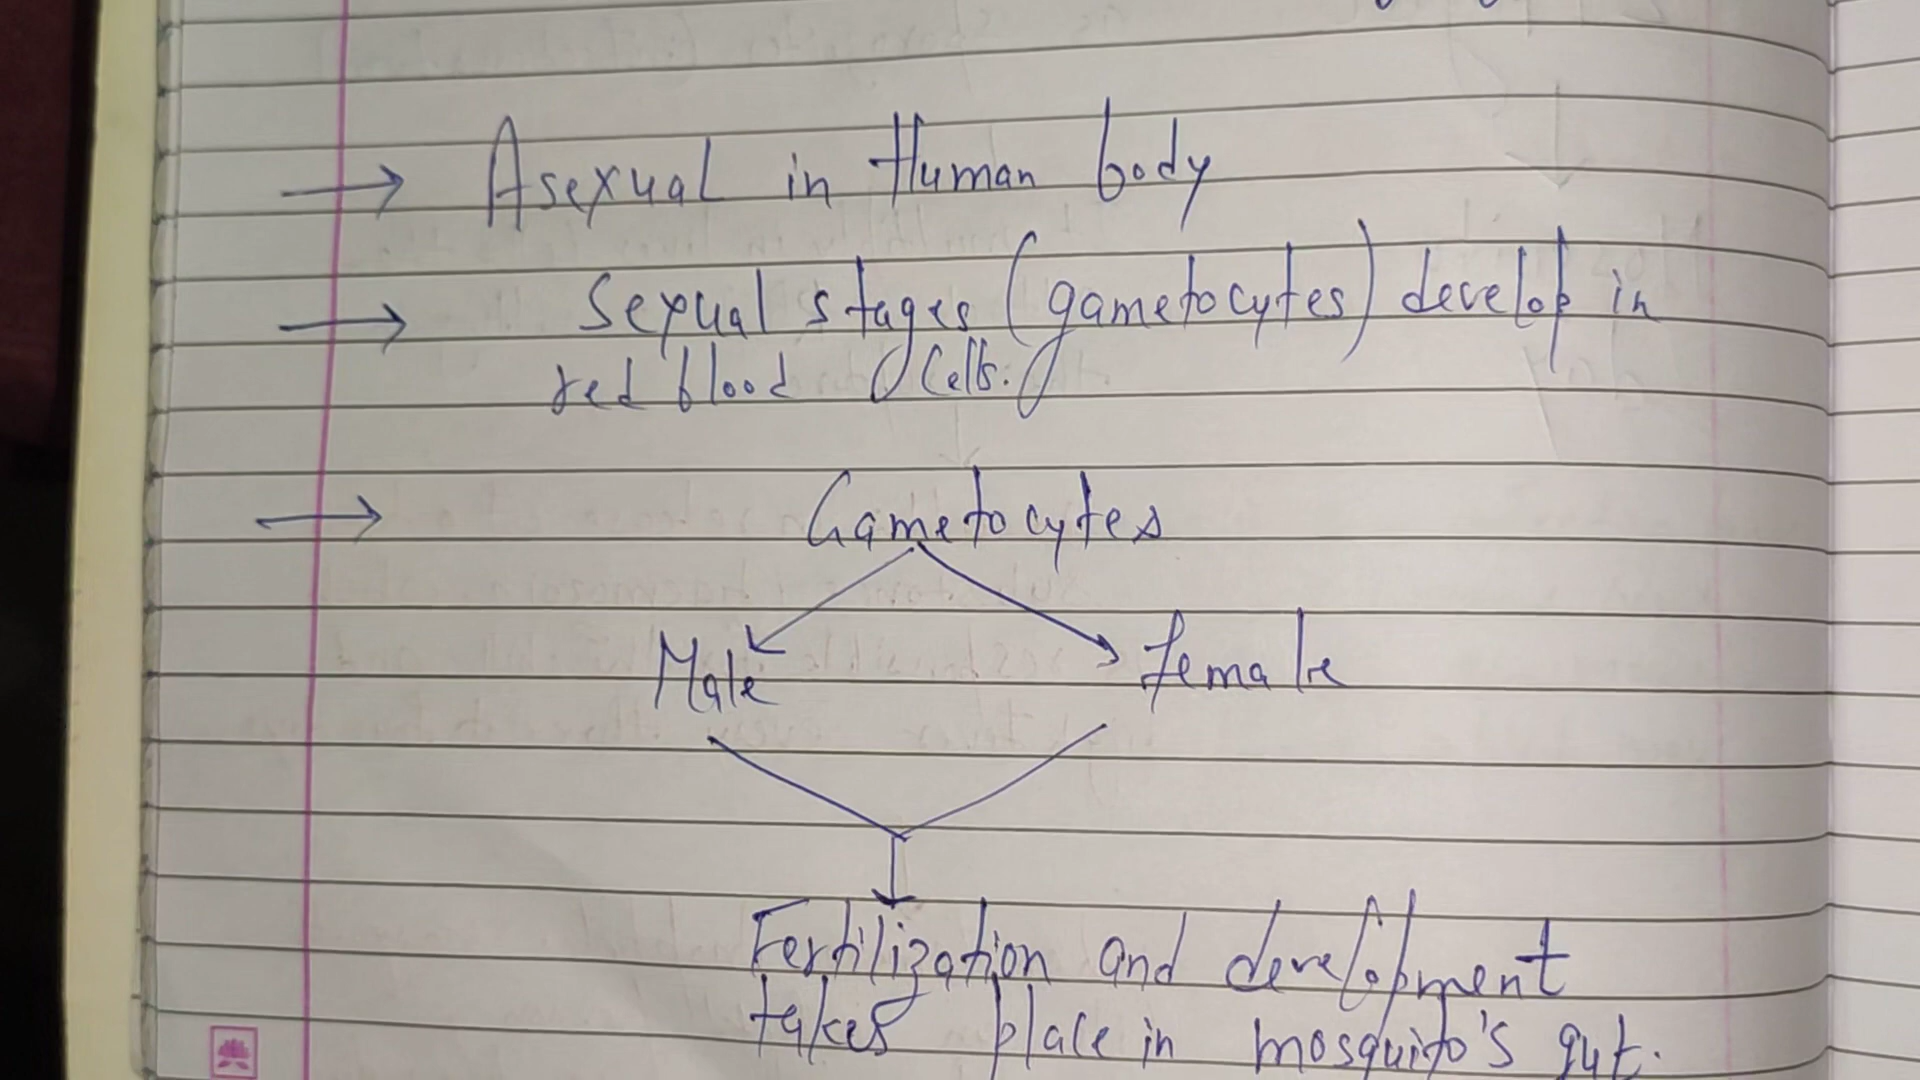 → Asexual in Human body
→ Sexual stages (gametocytes) develop in
red blood cells.
→ Gametocytes
Male female
Fertilization and development
takes place in mosquito's gut.